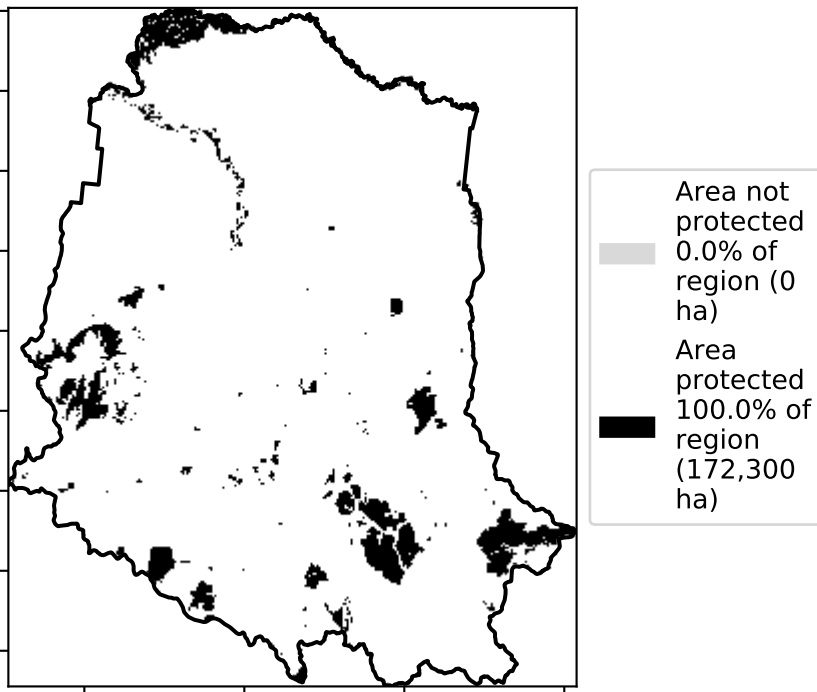 Area not
protected
0.0% of
region (0
ha)
Area
protected
100.0% of
region
(172,300
ha)